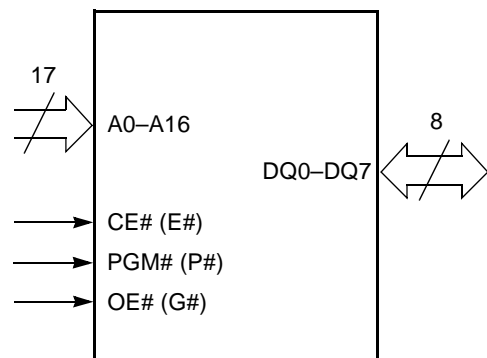 17
8
A0–A16
DQ0–DQ7
CE# (E#)
PGM# (P#)
OE# (G#)